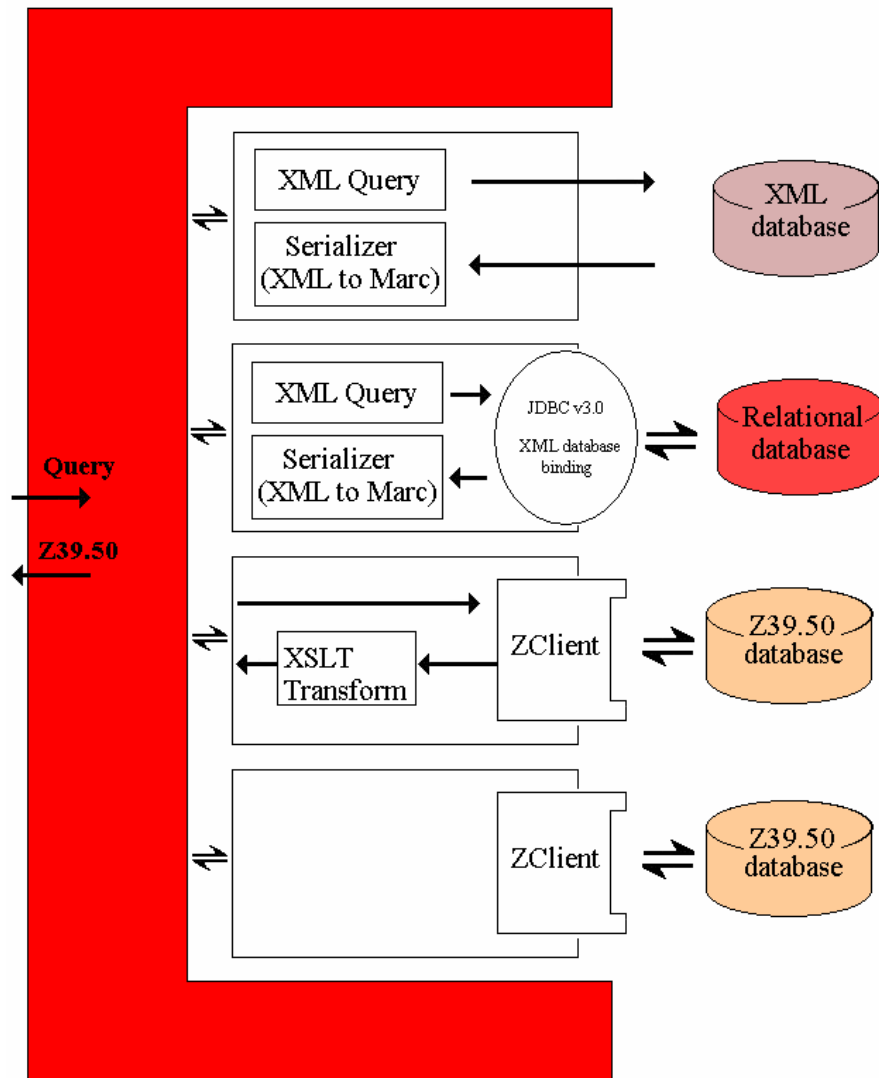 XML Query
Serializer
(XML to Marc)
XML
database
XML Query
Serializer
(XML to Marc)
JDBC v3.0
XML database
binding
Relational
database
Query
Z39.50
XSLT
Transform
ZClient
Z39.50
database
ZClient
Z39.50
database